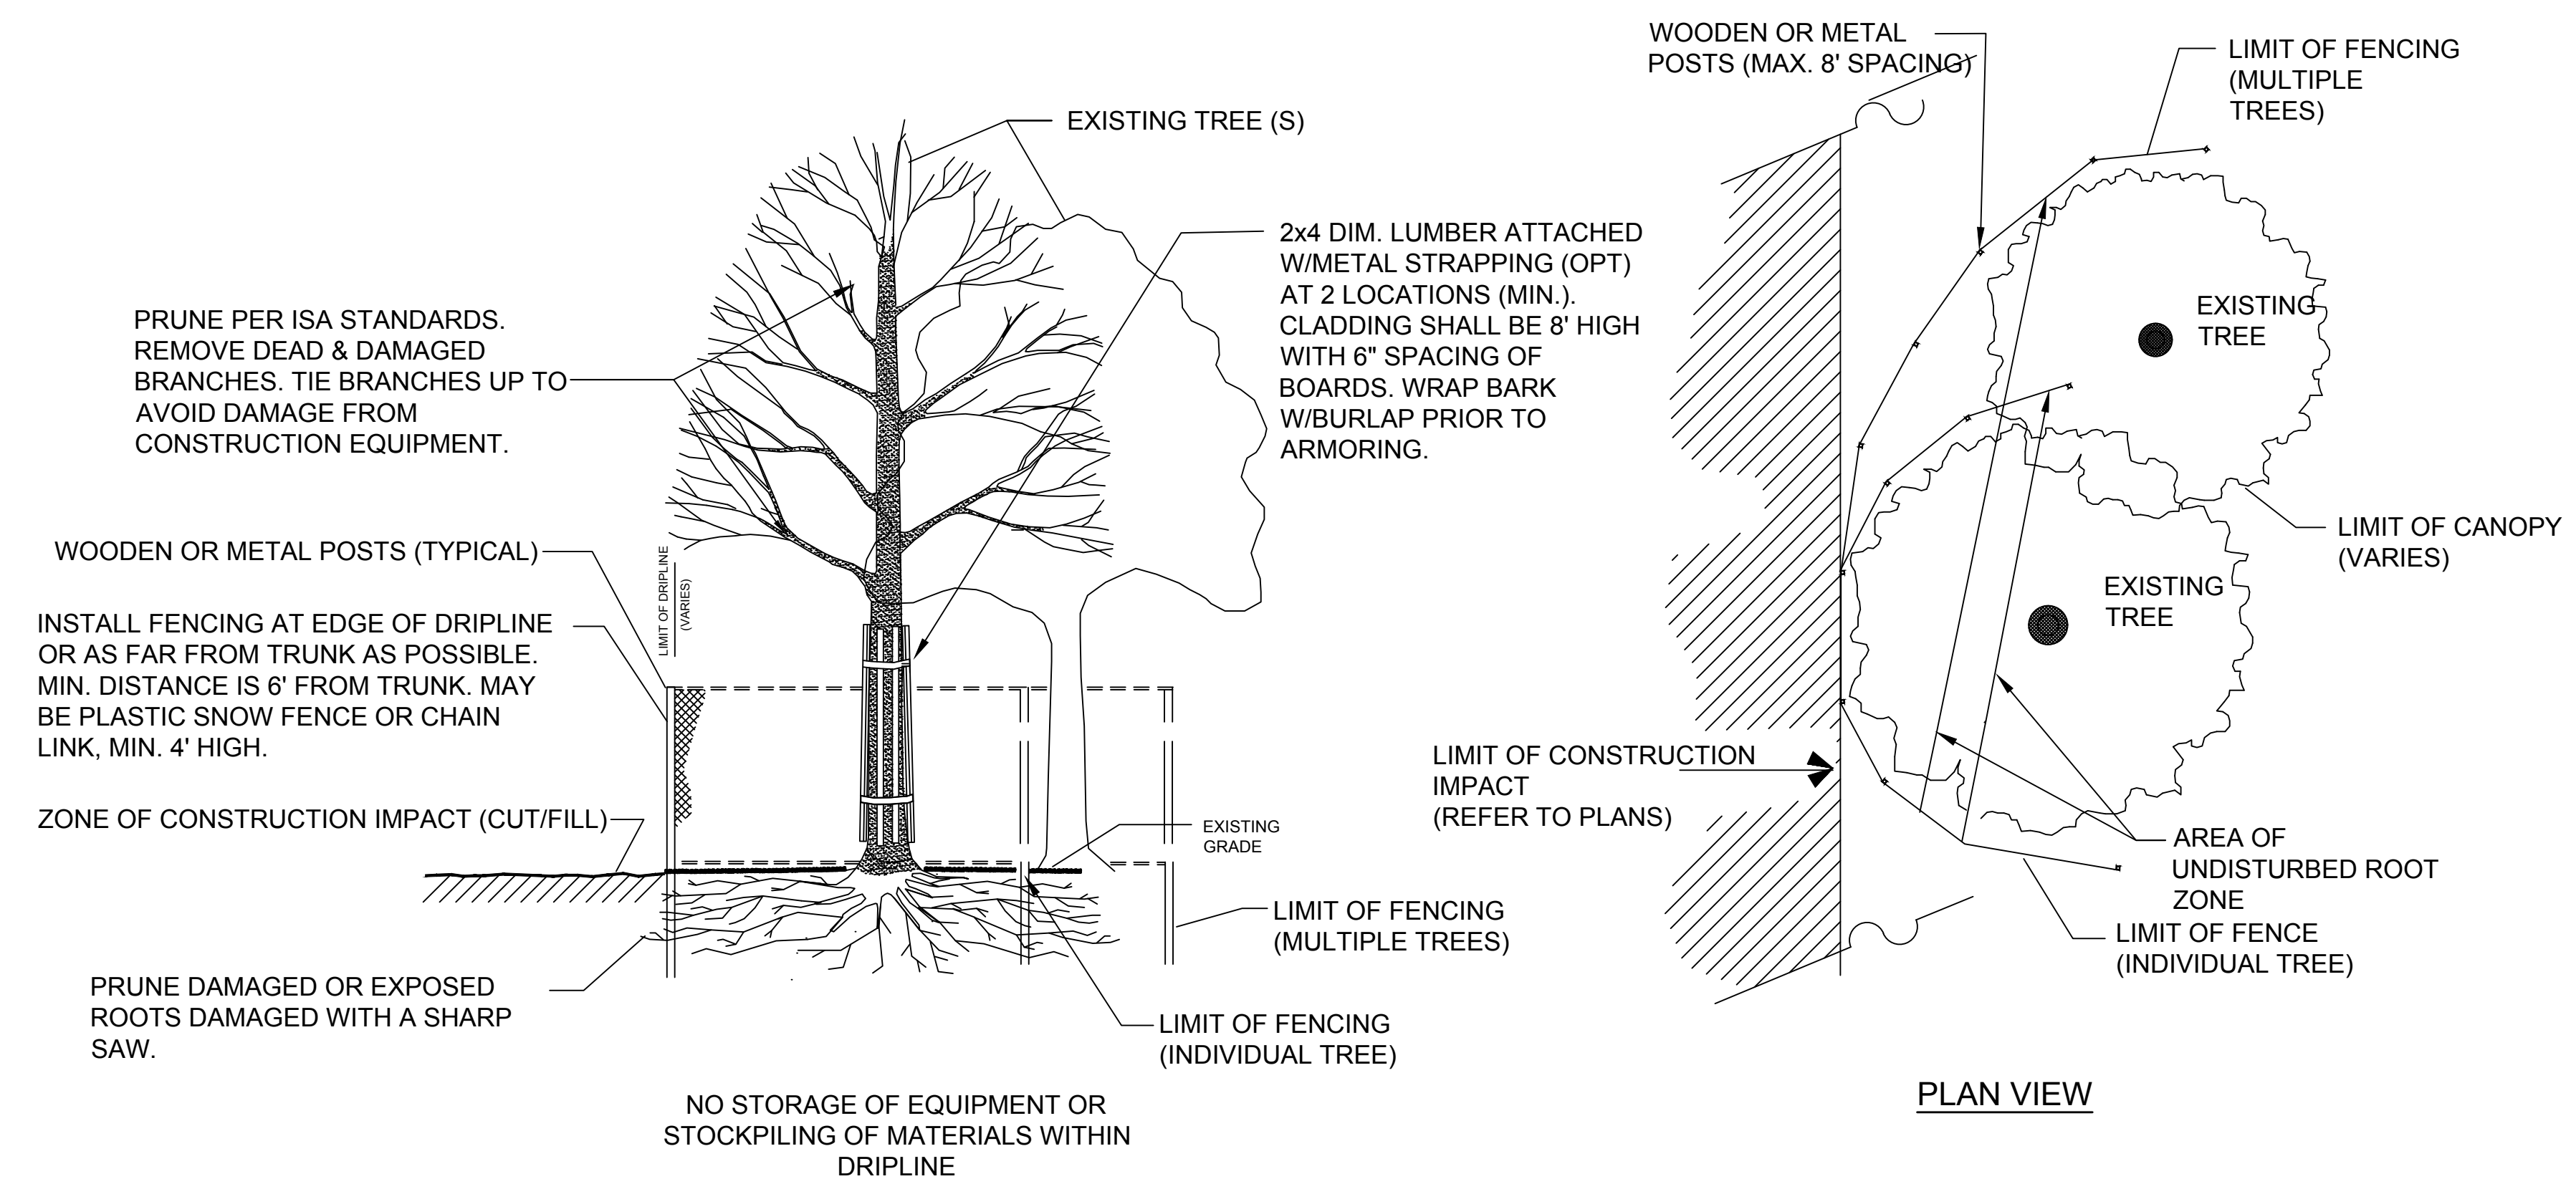 EXISTING TREE (S)
2x4 DIM. LUMBER ATTACHED
W/METAL STRAPPING (OPT)
AT 2 LOCATIONS (MIN.).
CLADDING SHALL BE 8' HIGH
WITH 6" SPACING OF
BOARDS. WRAP BARK
W/BURLAP PRIOR TO
ARMORING.
PRUNE PER ISA STANDARDS.
REMOVE DEAD & DAMAGED
BRANCHES. TIE BRANCHES UP TO
AVOID DAMAGE FROM
CONSTRUCTION EQUIPMENT.
WOODEN OR METAL POSTS (TYPICAL)
LIMIT OF DRIPLINE
(VARIES)
INSTALL FENCING AT EDGE OF DRIPLINE
OR AS FAR FROM TRUNK AS POSSIBLE.
MIN. DISTANCE IS 6' FROM TRUNK. MAY
BE PLASTIC SNOW FENCE OR CHAIN
LINK, MIN. 4' HIGH.
ZONE OF CONSTRUCTION IMPACT (CUT/FILL)
EXISTING
GRADE
LIMIT OF FENCING
(MULTIPLE TREES)
PRUNE DAMAGED OR EXPOSED
ROOTS DAMAGED WITH A SHARP
SAW.
LIMIT OF FENCING
(INDIVIDUAL TREE)
NO STORAGE OF EQUIPMENT OR
STOCKPILING OF MATERIALS WITHIN
DRIPLINE
WOODEN OR METAL
POSTS (MAX. 8' SPACING)
LIMIT OF FENCING
(MULTIPLE
TREES)
EXISTING
TREE
LIMIT OF CANOPY
(VARIES)
EXISTING
TREE
LIMIT OF CONSTRUCTION
IMPACT
(REFER TO PLANS)
AREA OF
UNDISTURBED ROOT
ZONE
LIMIT OF FENCE
(INDIVIDUAL TREE)
PLAN VIEW